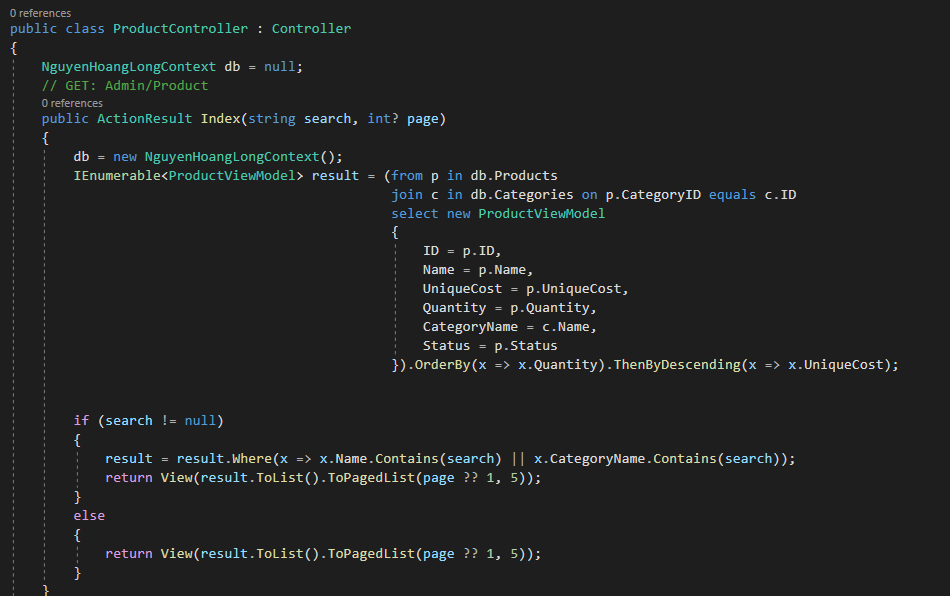 0 references
public class ProductController : Controller
{
NguyenHoangLongContext db = null;
// GET: Admin/Product
0 references
public ActionResult Index(string search, int? page)
{
db = new NguyenHoangLongContext();
IEnumerable<ProductViewModel> result = (from p in db.Products
join c in db.Categories on p.CategoryID equals c.ID
select new ProductViewModel
{
ID = p.ID,
Name = p.Name,
UniqueCost = p.UniqueCost,
Quantity = p.Quantity,
CategoryName = c.Name,
Status = p.Status
}).OrderBy(x => x.Quantity).ThenByDescending(x => x.UniqueCost);
if (search != null)
{
result = result.Where(x => x.Name.Contains(search) || x.CategoryName.Contains(search));
return View(result.ToList().ToPagedList(page ?? 1, 5));
}
else
{
return View(result.ToList().ToPagedList(page ?? 1, 5));
}
}